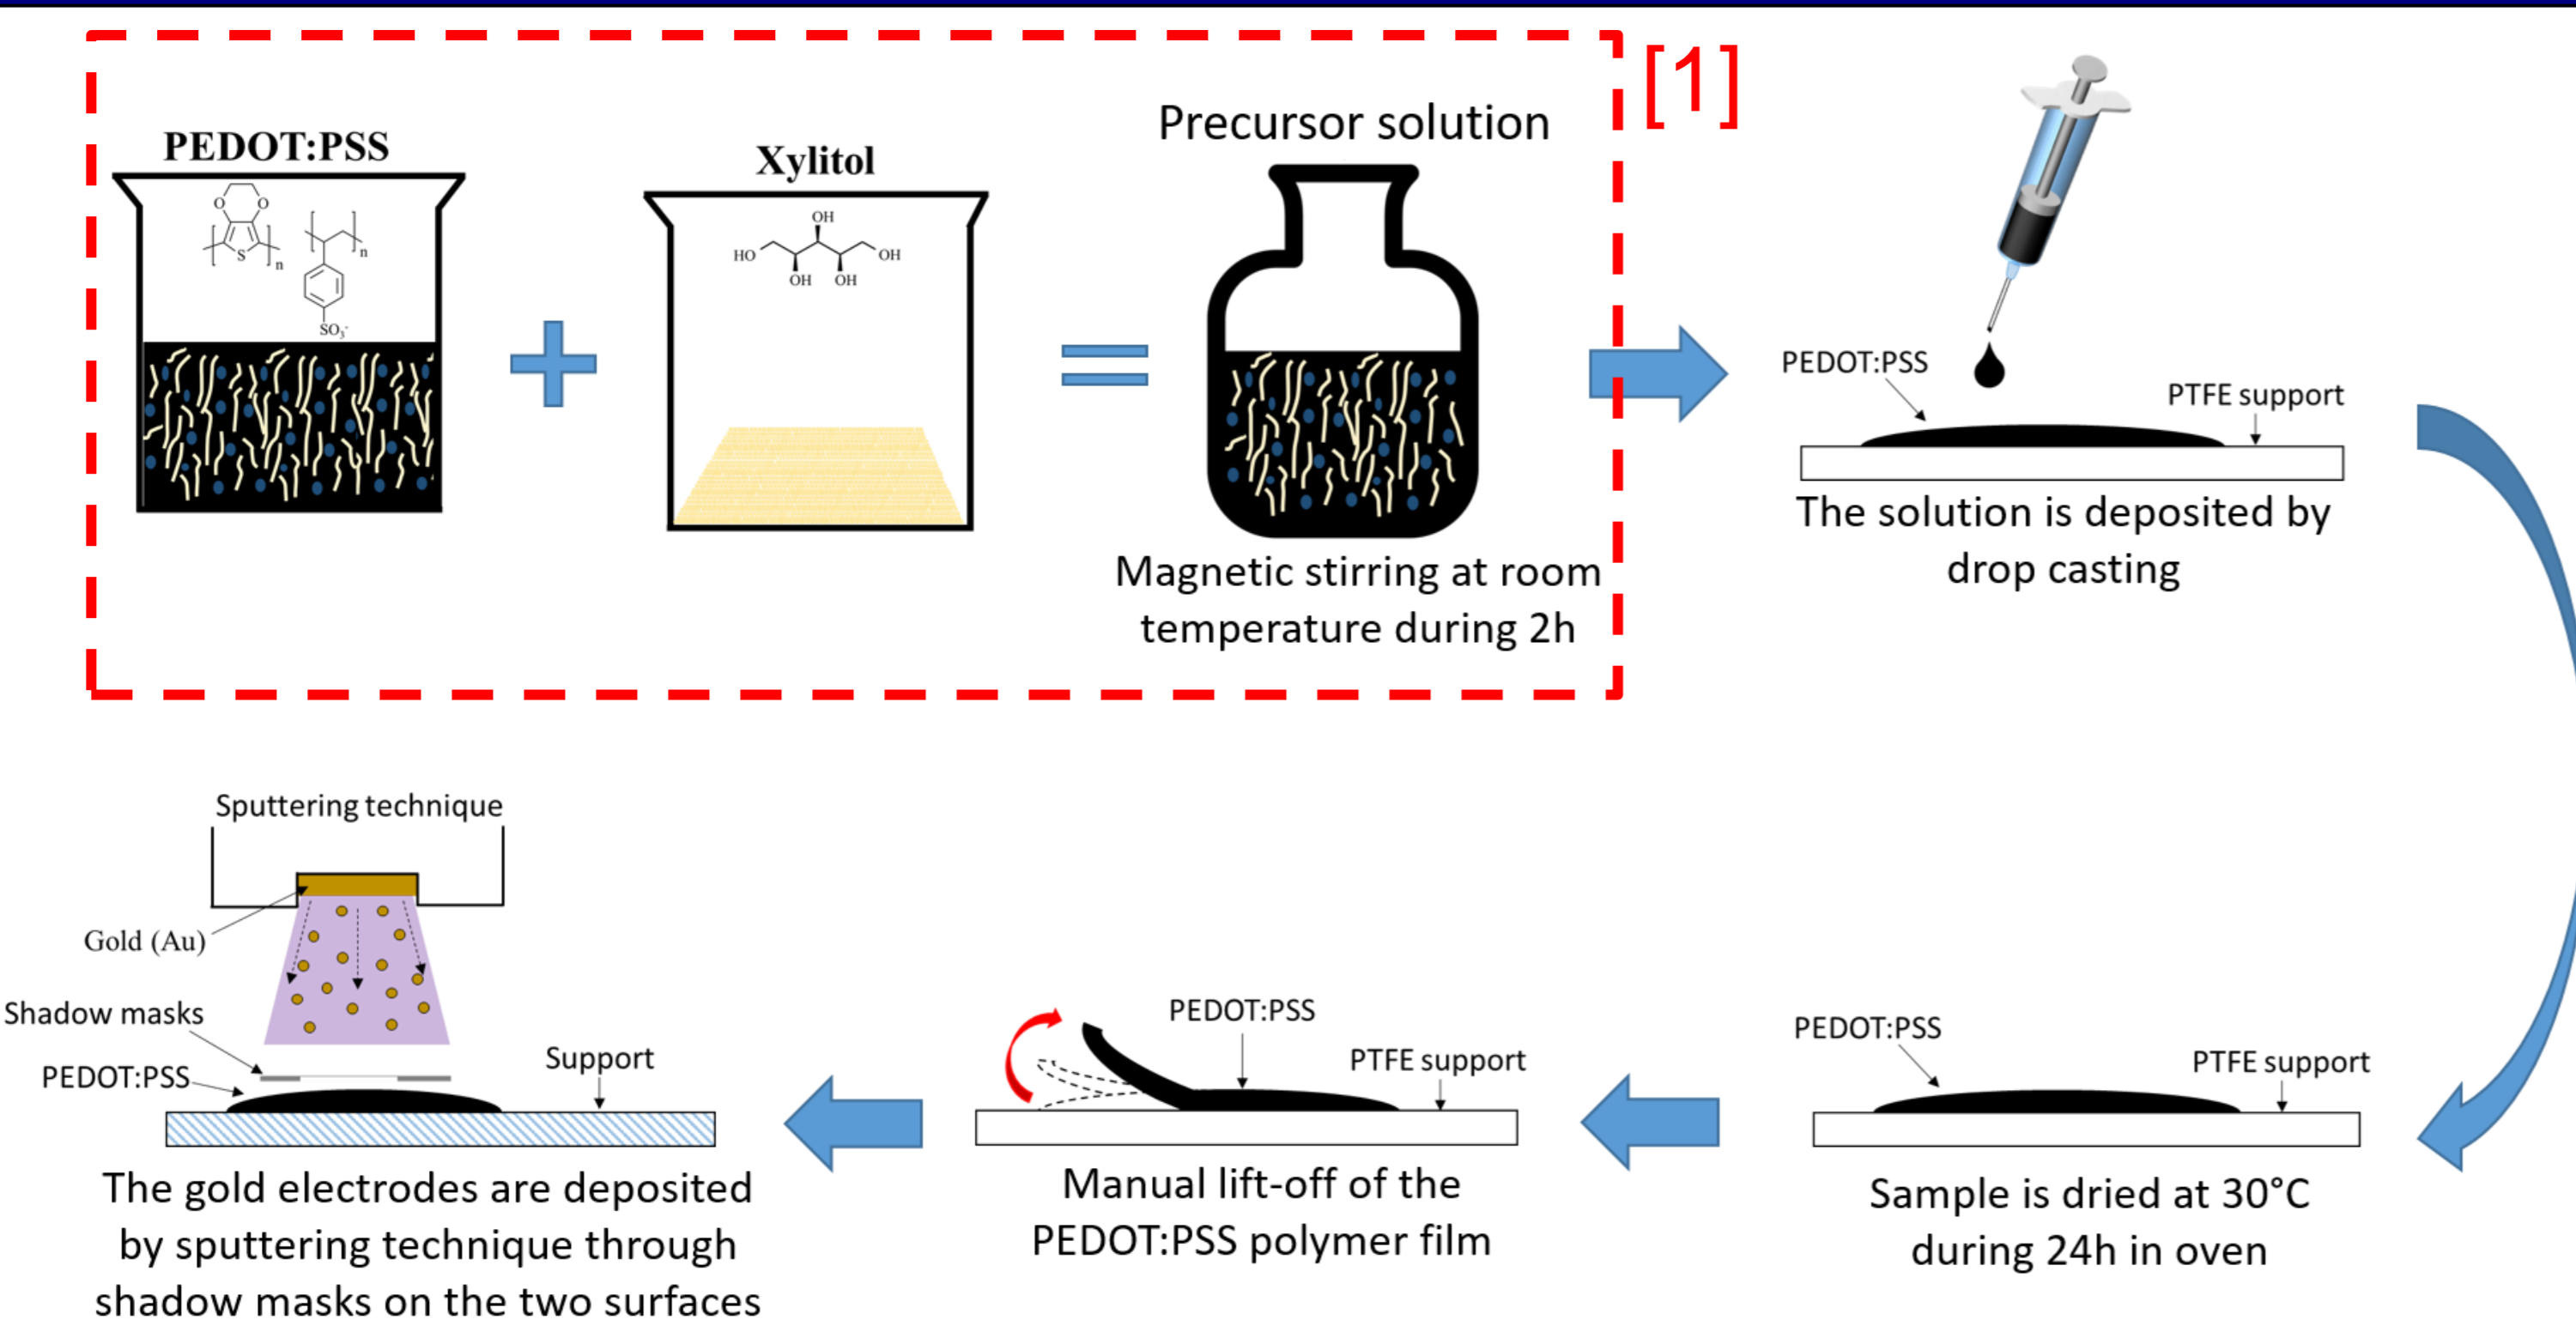 [1]
PEDOT:PSS
O
O
S
n
n
SO3-
Xylitol
OH
HO
OH
OH
OH
Precursor solution
Magnetic stirring at room
temperature during 2h
PEDOT:PSS
PTFE support
The solution is deposited by
drop casting
PEDOT:PSS
PTFE support
Sample is dried at 30°C
during 24h in oven
PEDOT:PSS
PTFE support
Manual lift-off of the
PEDOT:PSS polymer film
Sputtering technique
Gold (Au)
Shadow masks
PEDOT:PSS
Support
The gold electrodes are deposited
by sputtering technique through
shadow masks on the two surfaces